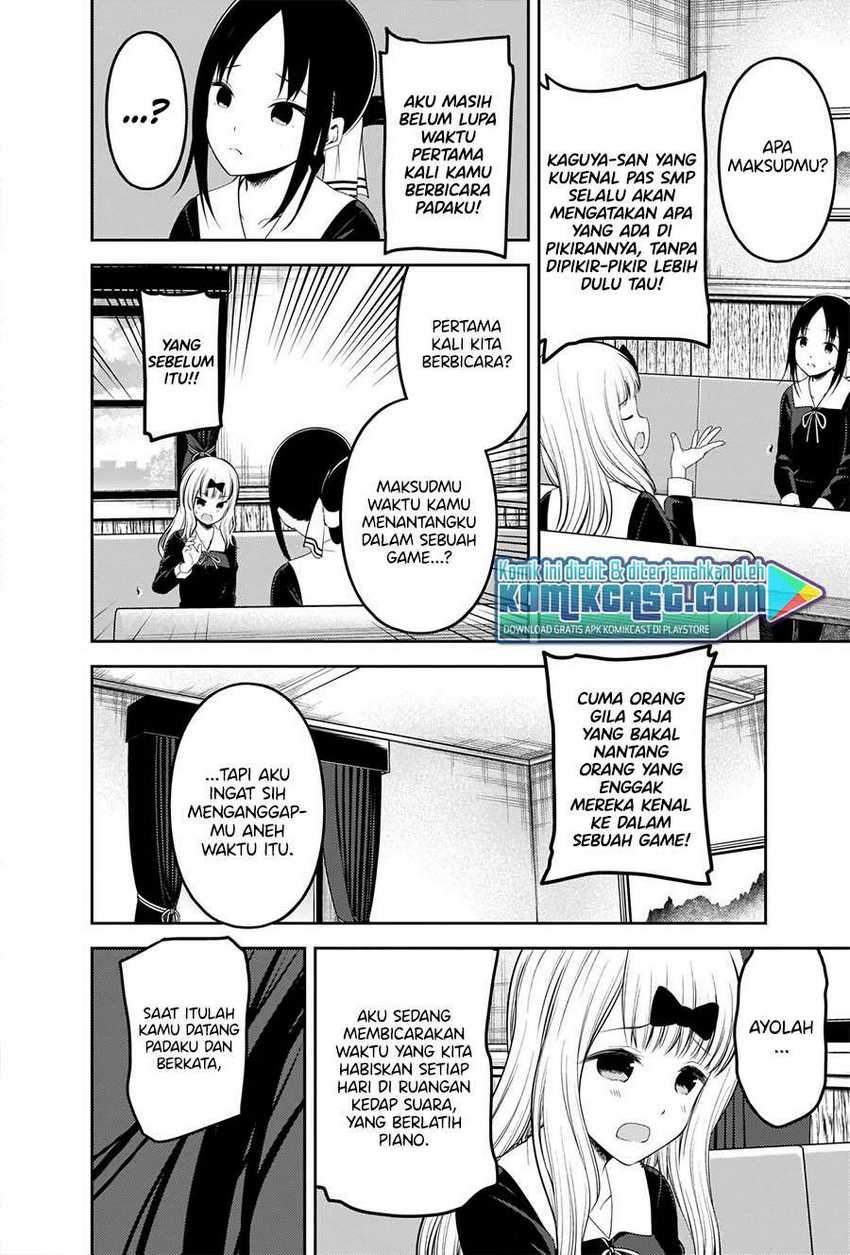 APA
MAKSUDMU?
KAGUYA-SAN YANG
KUKENAL PAS SMP
SELALU AKAN
MENGATAKAN APA
YANG ADA DI
PIKIRANNYA, TANPA
DIPIKIR-PIKIR LEBIH
DULU TAU!
AKU MASIH
BELUM LUPA
WAKTU
PERTAMA
KALI KAMU
BERBICARA
PADAKU!
...?
PERTAMA
KALI KITA
BERBICARA?
MAKSUDMU
WAKTU KAMU
MENANTANGKU
DALAM SEBUAH
GAME...?
YANG
SEBELUM
ITU!!
Komik ini diedit & diterjemahkan oleh
KOMIKCAST.COM
DOWNLOAD GRATIS APK KOMIKCAST DI PLAYSTORE
CUMA ORANG
GILA SAJA
YANG BAKAL
NANTANG
ORANG YANG
ENGGAK
MEREKA KENAL
KE DALAM
SEBUAH GAME!
...TAPI AKU
INGAT SIH
MENGANGGAP-
MU ANEH
WAKTU ITU.
AYOLAH
...
AKU SEDANG
MEMBICARAKAN
WAKTU YANG KITA
HABISKAN SETIAP
HARI DI RUANGAN
KEDAP SUARA,
YANG BERLATIH
PIANO.
SAAT ITULAH
KAMU DATANG
PADAKU DAN
BERKATA,